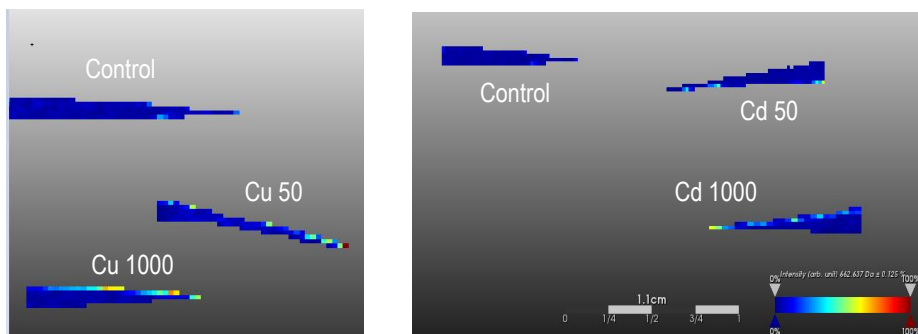 Control
Cu 50
Cu 1000
Control
Cd 50
Cd 1000
Intensity (arb. unit) 662.637 Da ± 0.125 %
0%
100%
0%
100%
1.1cm
0
1/4
1/2
3/4
1